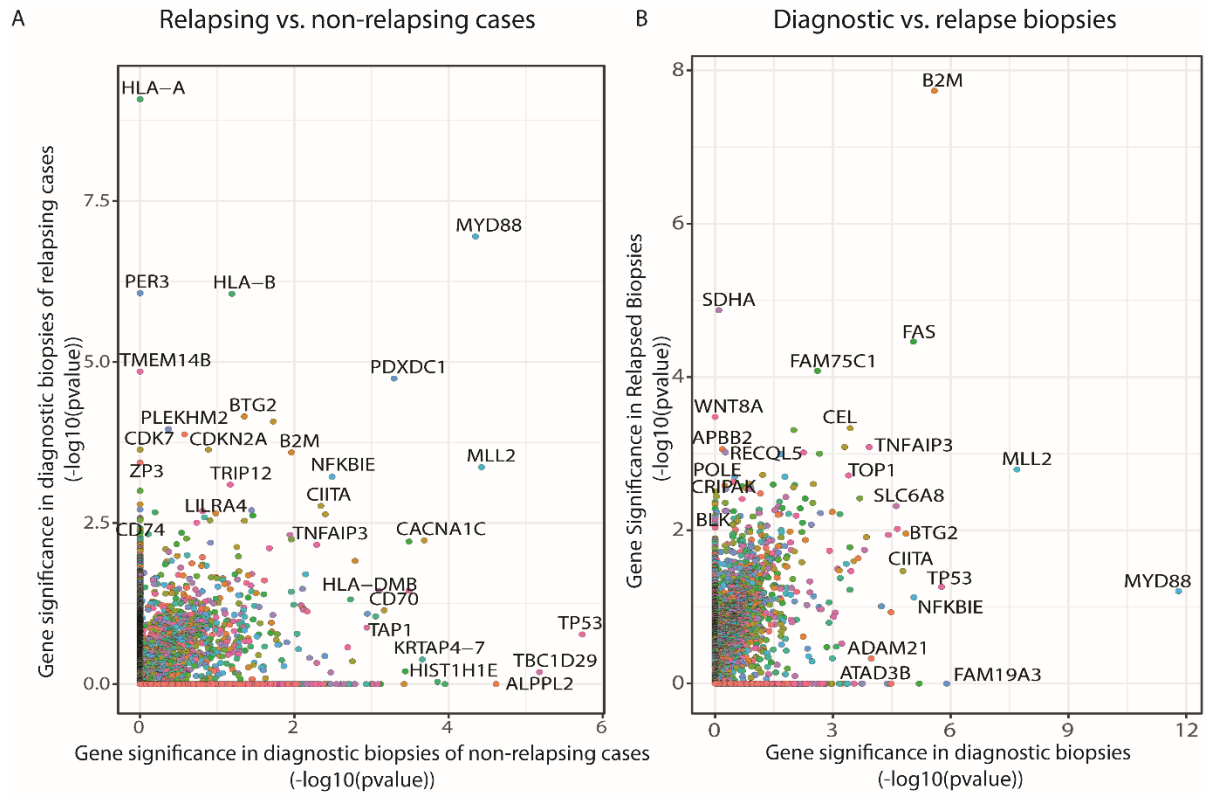 A
Relapsing vs. non-relapsing cases
Gene significance in diagnostic biopsies of relapsing cases
(-log10(pvalue))
7.5
5.0
2.5
0.0
HLA−A
MYD88
PER3
HLA−B
TMEM14B
PDXDC1
PLEKHM2
BTG2
CDK7
CDKN2A
B2M
ZP3
TRIP12
NFKBIE
MLL2
LILRA4
CIITA
CD74
TNFAIP3
CACNA1C
HLA−DMB
CD70
TAP1
TP53
KRTAP4−7
TBC1D29
HIST1H1E
ALPPL2
0
2
4
6
Gene significance in diagnostic biopsies of non-relapsing cases
(-log10(pvalue))
B
Diagnostic vs. relapse biopsies
Gene Significance in Relapsed Biopsies
(-log10(pvalue))
8
6
4
2
0
B2M
SDHA
FAS
FAM75C1
WNT8A
CEL
APBB2
RECQL5
TNFAIP3
POLE
TOP1
MLL2
CRIPAK
SLC6A8
BLK
BTG2
CIITA
TP53
MYD88
NFKBIE
ADAM21
ATAD3B
FAM19A3
0
3
6
9
12
Gene significance in diagnostic biopsies
(-log10(pvalue))